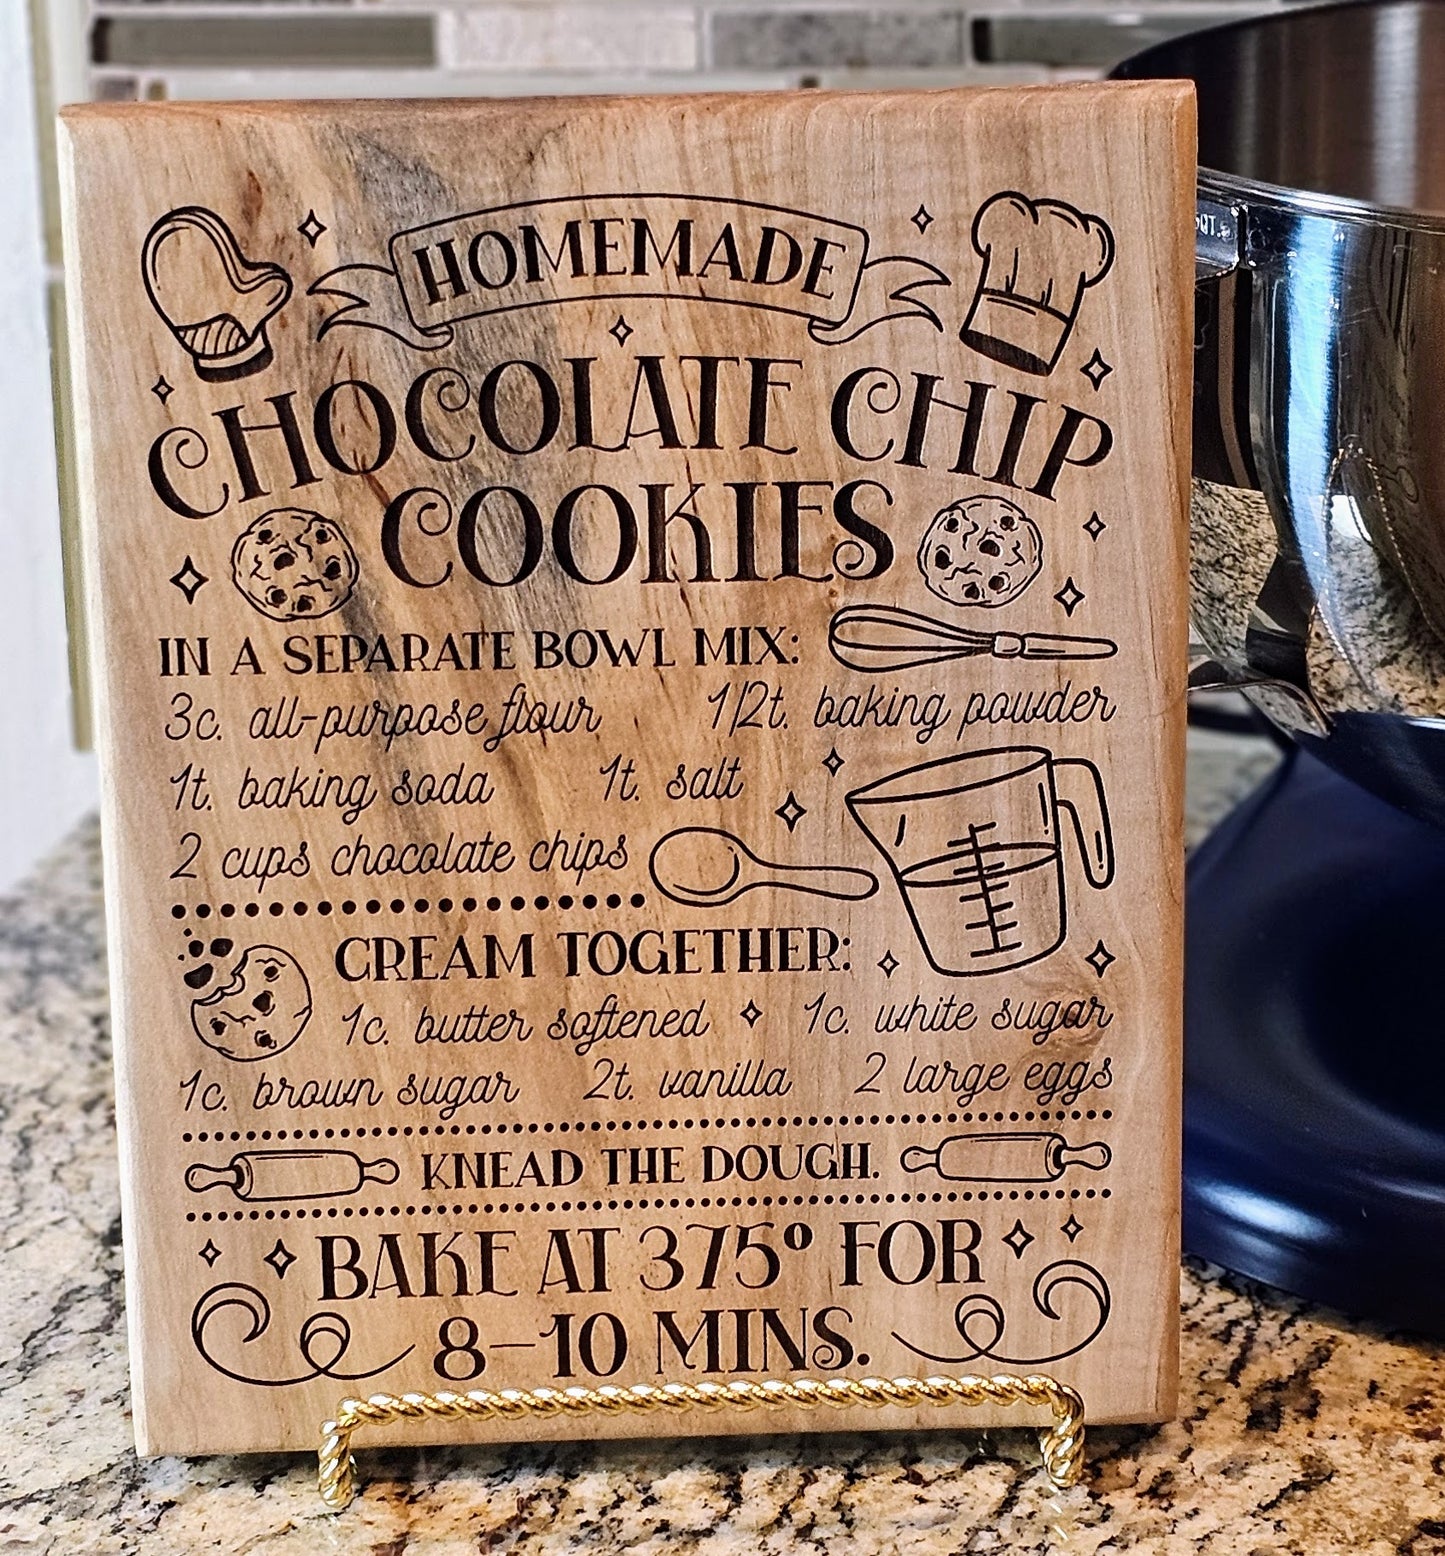 HOMEMADE
CHOCOLATE CHIP
COOKIES
IN A SEPARATE BOWL MIX:
3c. all-purpose flour 1/2t. baking powder
1t. baking soda 1t. salt
2 cups chocolate chips
CREAM TOGETHER:
1c. butter softened 1c. white sugar
1c. brown sugar 2t. vanilla 2 large eggs
KNEAD THE DOUGH.
BAKE AT 375° FOR
8-10 MINS.